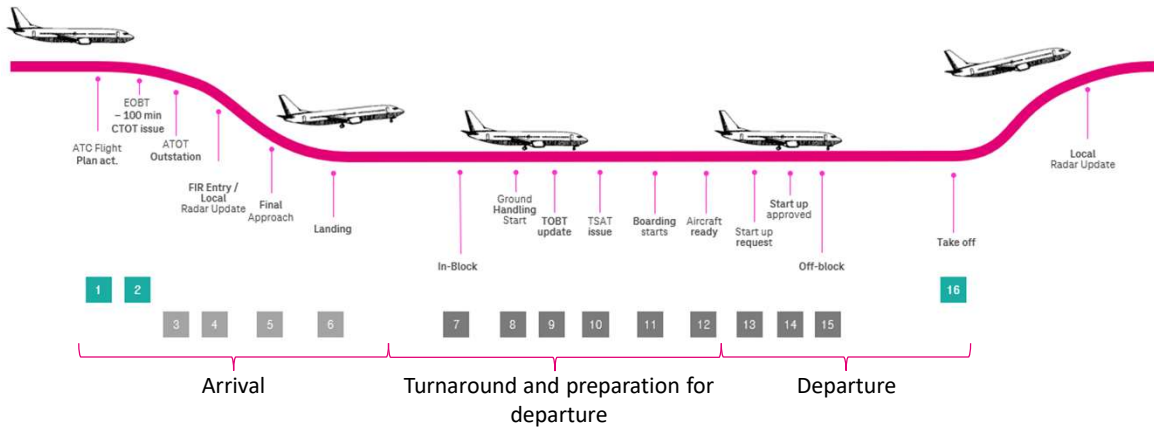 ATC Flight
Plan act.
EOBT
– 100 min
CTOT issue
ATOT
Outstation
FIR Entry /
Local
Radar Update
Final
Approach
Landing
In-Block
Ground
Handling
Start
TOBT
update
TSAT
issue
Boarding
starts
Aircraft
ready
Start up
request
Start up
approved
Off-block
Take off
Local
Radar Update
1
2
16
3
4
5
6
7
8
9
10
11
12
13
14
15
Arrival
Turnaround and preparation for
departure
Departure